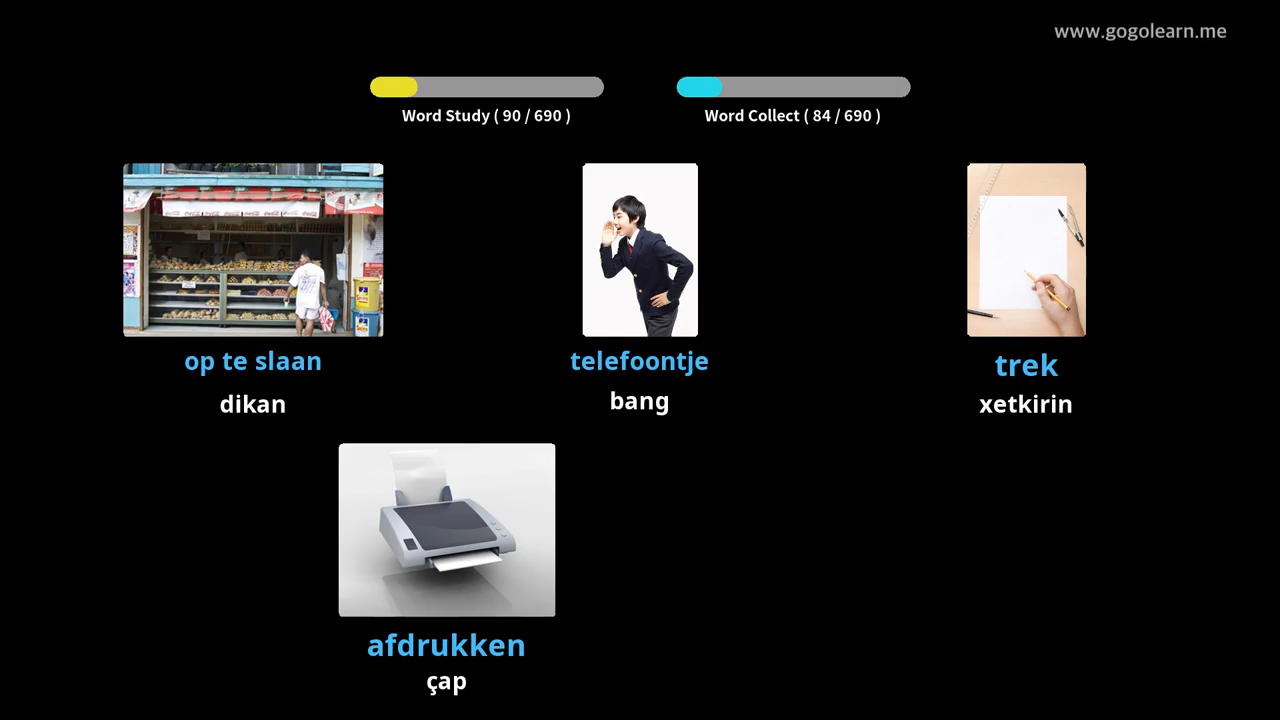 www.gogolearn.me
Word Study ( 90 / 690 )
Word Collect ( 84 / 690 )
op te slaan
dikan
telefoontje
bang
trek
xetkirin
afdrukken
çap